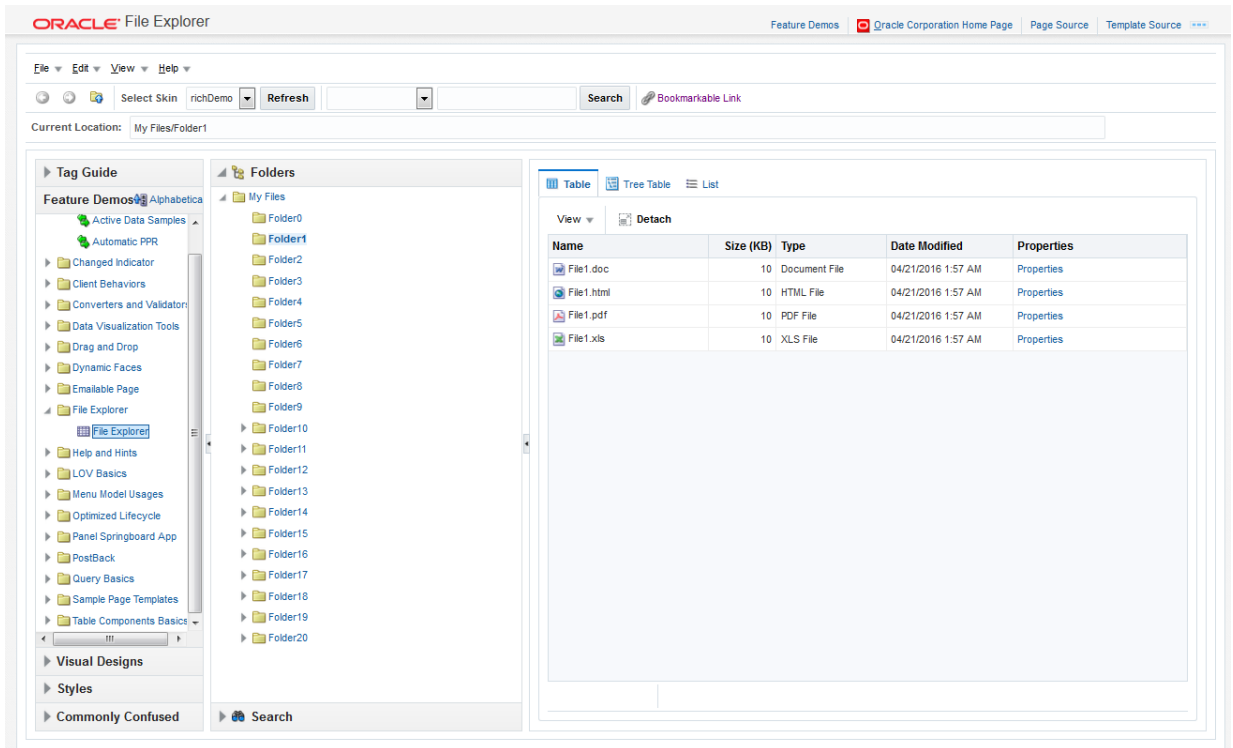 ORACLE File Explorer
Feature Demos Oracle Corporation Home Page Page Source Template Source
File Edit View Help
Select Skin richDemo Refresh Search Bookmarkable Link
Current Location: My Files/Folder1
Tag Guide
Feature Demos Alphabetica
Active Data Samples
Automatic PPR
Changed Indicator
Client Behaviors
Converters and Validators
Data Visualization Tools
Drag and Drop
Dynamic Faces
Emailable Page
File Explorer
File Explorer
Help and Hints
LOV Basics
Menu Model Usages
Optimized Lifecycle
Panel Springboard App
PostBack
Query Basics
Sample Page Templates
Table Components Basics
Visual Designs
Styles
Commonly Confused
Folders
My Files
Folder0
Folder1
Folder2
Folder3
Folder4
Folder5
Folder6
Folder7
Folder8
Folder9
Folder10
Folder11
Folder12
Folder13
Folder14
Folder15
Folder16
Folder17
Folder18
Folder19
Folder20
Search
Table Tree Table List
View Detach
Name Size (KB) Type Date Modified Properties
File1.doc 10 Document File 04/21/2016 1:57 AM Properties
File1.html 10 HTML File 04/21/2016 1:57 AM Properties
File1.pdf 10 PDF File 04/21/2016 1:57 AM Properties
File1.xls 10 XLS File 04/21/2016 1:57 AM Properties